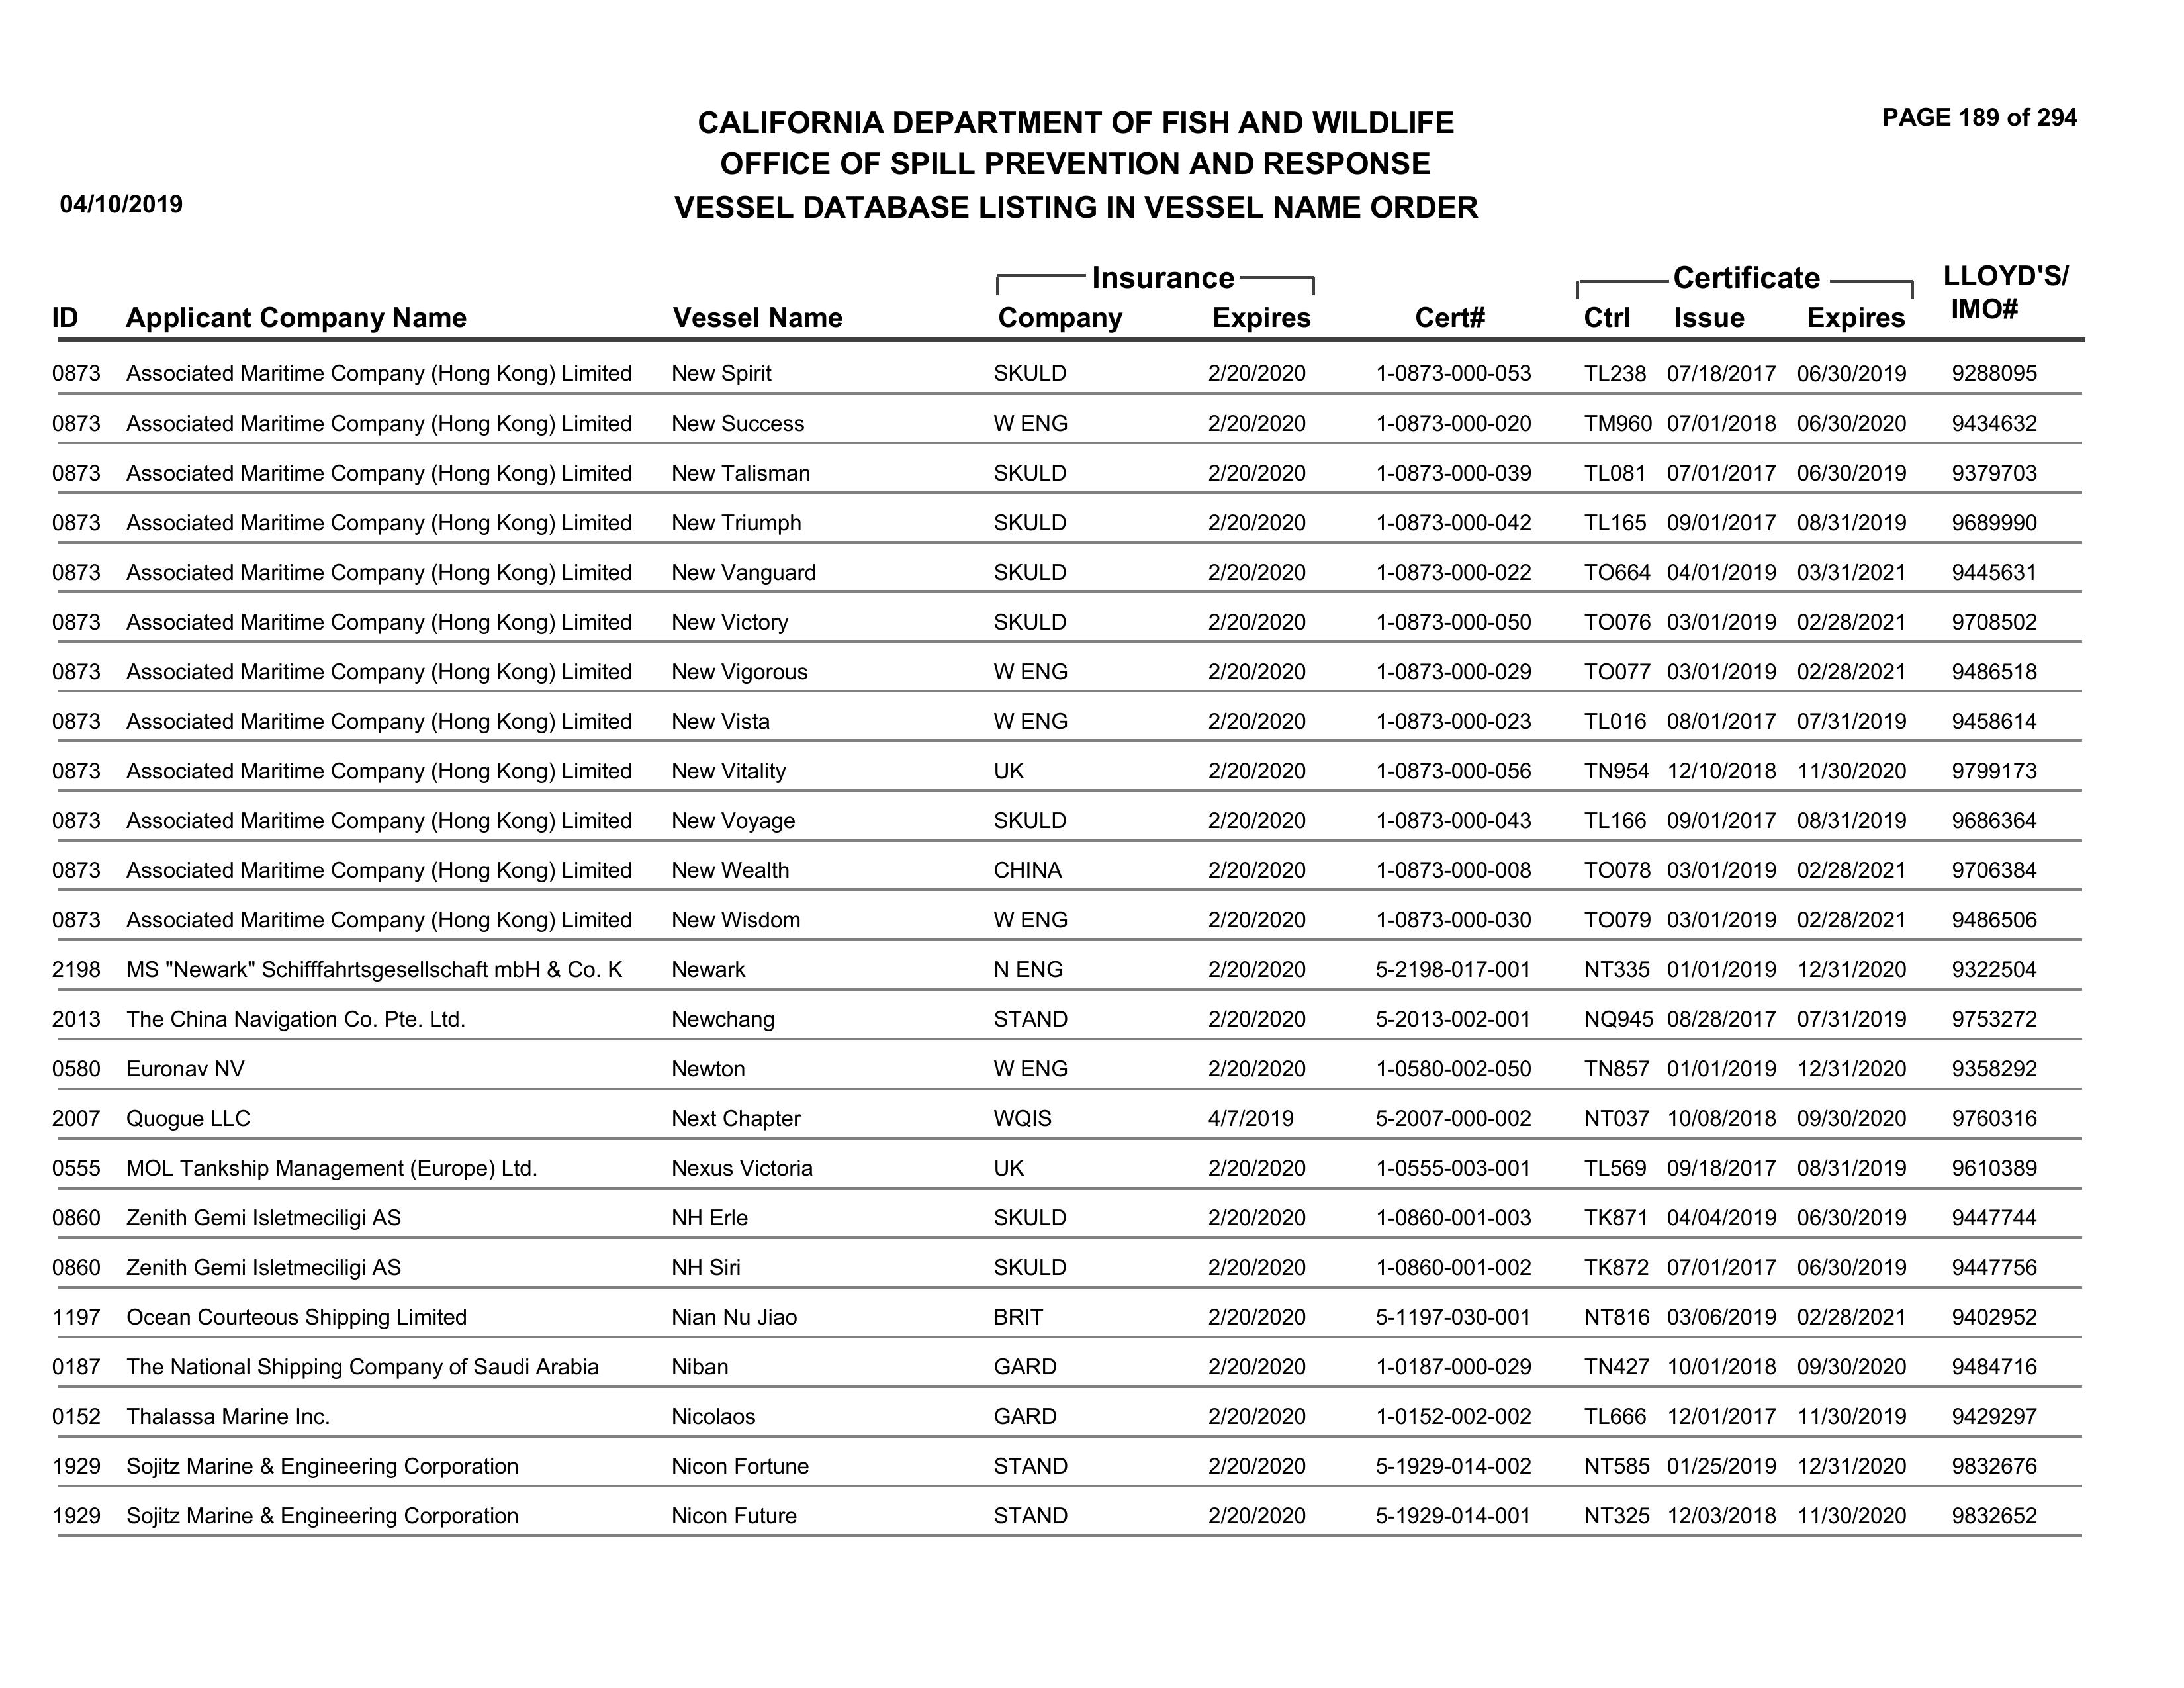 PAGE 189 of 294
CALIFORNIA DEPARTMENT OF FISH AND WILDLIFE
OFFICE OF SPILL PREVENTION AND RESPONSE
04/10/2019 VESSEL DATABASE LISTING IN VESSEL NAME ORDER
Insurance Certificate LLOYD'S/
ID Applicant Company Name Vessel Name Company Expires Cert# Ctrl Issue Expires IMO#
0873 Associated Maritime Company (Hong Kong) Limited New Spirit SKULD 2/20/2020 1-0873-000-053 TL238 07/18/2017 06/30/2019 9288095
0873 Associated Maritime Company (Hong Kong) Limited New Success W ENG 2/20/2020 1-0873-000-020 TM960 07/01/2018 06/30/2020 9434632
0873 Associated Maritime Company (Hong Kong) Limited New Talisman SKULD 2/20/2020 1-0873-000-039 TL081 07/01/2017 06/30/2019 9379703
0873 Associated Maritime Company (Hong Kong) Limited New Triumph SKULD 2/20/2020 1-0873-000-042 TL165 09/01/2017 08/31/2019 9689990
0873 Associated Maritime Company (Hong Kong) Limited New Vanguard SKULD 2/20/2020 1-0873-000-022 TO664 04/01/2019 03/31/2021 9445631
0873 Associated Maritime Company (Hong Kong) Limited New Victory SKULD 2/20/2020 1-0873-000-050 TO076 03/01/2019 02/28/2021 9708502
0873 Associated Maritime Company (Hong Kong) Limited New Vigorous W ENG 2/20/2020 1-0873-000-029 TO077 03/01/2019 02/28/2021 9486518
0873 Associated Maritime Company (Hong Kong) Limited New Vista W ENG 2/20/2020 1-0873-000-023 TL016 08/01/2017 07/31/2019 9458614
0873 Associated Maritime Company (Hong Kong) Limited New Vitality UK 2/20/2020 1-0873-000-056 TN954 12/10/2018 11/30/2020 9799173
0873 Associated Maritime Company (Hong Kong) Limited New Voyage SKULD 2/20/2020 1-0873-000-043 TL166 09/01/2017 08/31/2019 9686364
0873 Associated Maritime Company (Hong Kong) Limited New Wealth CHINA 2/20/2020 1-0873-000-008 TO078 03/01/2019 02/28/2021 9706384
0873 Associated Maritime Company (Hong Kong) Limited New Wisdom W ENG 2/20/2020 1-0873-000-030 TO079 03/01/2019 02/28/2021 9486506
2198 MS "Newark" Schifffahrtsgesellschaft mbH & Co. K Newark N ENG 2/20/2020 5-2198-017-001 NT335 01/01/2019 12/31/2020 9322504
2013 The China Navigation Co. Pte. Ltd. Newchang STAND 2/20/2020 5-2013-002-001 NQ945 08/28/2017 07/31/2019 9753272
0580 Euronav NV Newton W ENG 2/20/2020 1-0580-002-050 TN857 01/01/2019 12/31/2020 9358292
2007 Quogue LLC Next Chapter WQIS 4/7/2019 5-2007-000-002 NT037 10/08/2018 09/30/2020 9760316
0555 MOL Tankship Management (Europe) Ltd. Nexus Victoria UK 2/20/2020 1-0555-003-001 TL569 09/18/2017 08/31/2019 9610389
0860 Zenith Gemi Isletmeciligi AS NH Erle SKULD 2/20/2020 1-0860-001-003 TK871 04/04/2019 06/30/2019 9447744
0860 Zenith Gemi Isletmeciligi AS NH Siri SKULD 2/20/2020 1-0860-001-002 TK872 07/01/2017 06/30/2019 9447756
1197 Ocean Courteous Shipping Limited Nian Nu Jiao BRIT 2/20/2020 5-1197-030-001 NT816 03/06/2019 02/28/2021 9402952
0187 The National Shipping Company of Saudi Arabia Niban GARD 2/20/2020 1-0187-000-029 TN427 10/01/2018 09/30/2020 9484716
0152 Thalassa Marine Inc. Nicolaos GARD 2/20/2020 1-0152-002-002 TL666 12/01/2017 11/30/2019 9429297
1929 Sojitz Marine & Engineering Corporation Nicon Fortune STAND 2/20/2020 5-1929-014-002 NT585 01/25/2019 12/31/2020 9832676
1929 Sojitz Marine & Engineering Corporation Nicon Future STAND 2/20/2020 5-1929-014-001 NT325 12/03/2018 11/30/2020 9832652